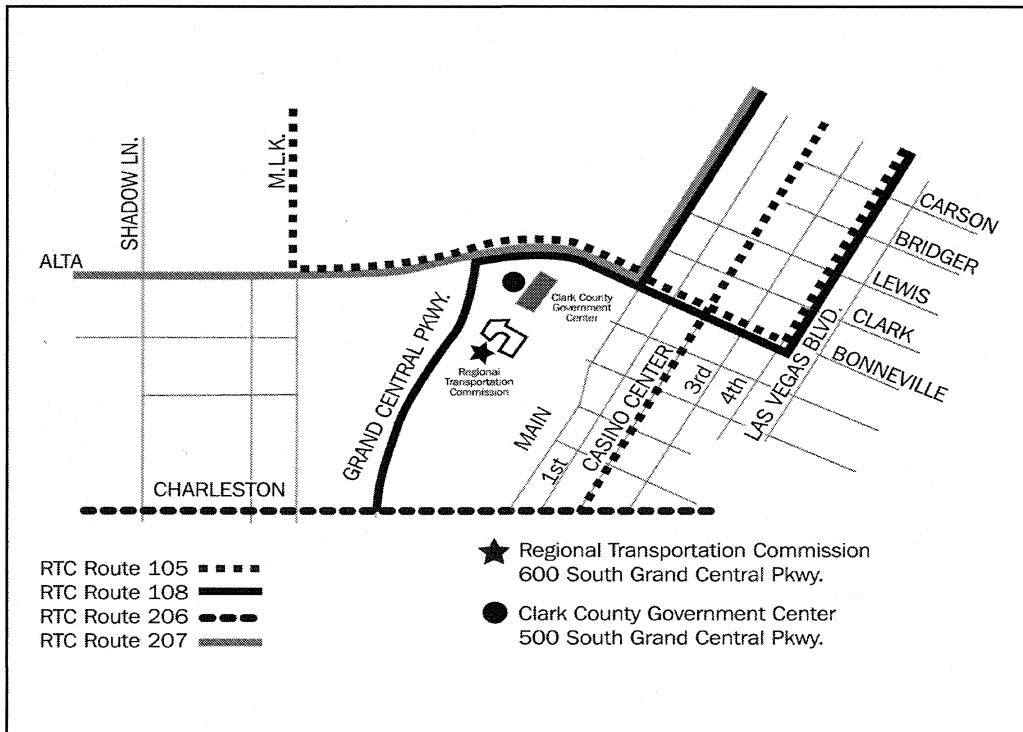 SHADOW LN.
M.L.K.
ALTA
CARSON
BRIDGER
LEWIS
CLARK
BONNEVILLE
Clark County
Government
Center
GRAND CENTRAL PKWY.
Regional
Transportation
Commission
MAIN
1st
CASINO CENTER
3rd
4th
LAS VEGAS BLVD.
CHARLESTON
RTC Route 105
RTC Route 108
RTC Route 206
RTC Route 207
Regional Transportation Commission
600 South Grand Central Pkwy.
Clark County Government Center
500 South Grand Central Pkwy.